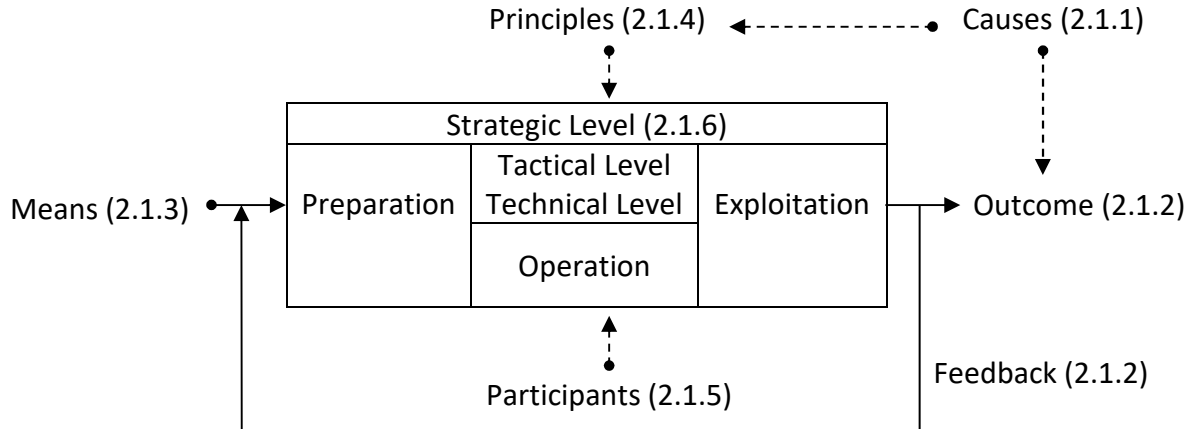 Principles (2.1.4)
Causes (2.1.1)
Strategic Level (2.1.6)
Tactical Level
Technical Level
Means (2.1.3)
Preparation
Exploitation
Outcome (2.1.2)
Operation
Feedback (2.1.2)
Participants (2.1.5)